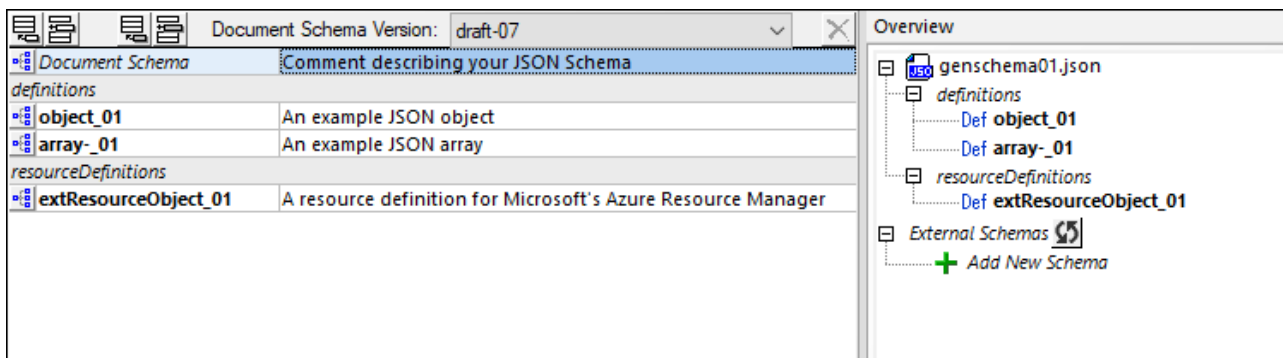 Document Schema Version: draft-07
Document Schema Comment describing your JSON Schema
definitions
object_01 An example JSON object
array-_01 An example JSON array
resourceDefinitions
extResourceObject_01 A resource definition for Microsoft's Azure Resource Manager
Overview
JSO genschema01.json
definitions
Def object_01
Def array-_01
resourceDefinitions
Def extResourceObject_01
External Schemas
Add New Schema